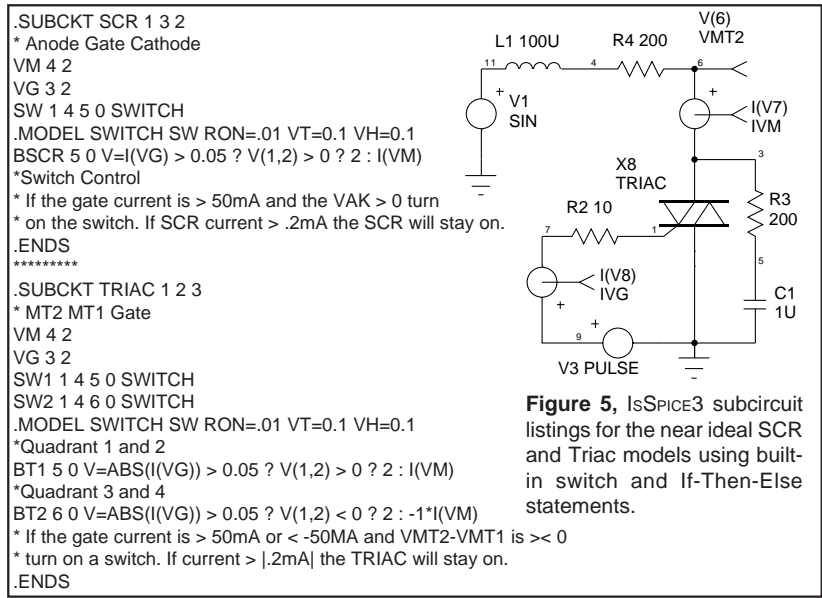 .SUBCKT SCR 1 3 2
* Anode Gate Cathode
VM 4 2
VG 3 2
SW 1 4 5 0 SWITCH
.MODEL SWITCH SW RON=.01 VT=0.1 VH=0.1
BSCR 5 0 V=I(VG) > 0.05 ? V(1,2) > 0 ? 2 : I(VM)
*Switch Control
* If the gate current is > 50mA and the VAK > 0 turn
* on the switch. If SCR current > .2mA the SCR will stay on.
.ENDS
*********
.SUBCKT TRIAC 1 2 3
* MT2 MT1 Gate
VM 4 2
VG 3 2
SW1 1 4 5 0 SWITCH
SW2 1 4 6 0 SWITCH
.MODEL SWITCH SW RON=.01 VT=0.1 VH=0.1
*Quadrant 1 and 2
BT1 5 0 V=ABS(I(VG)) > 0.05 ? V(1,2) > 0 ? 2 : I(VM)
*Quadrant 3 and 4
BT2 6 0 V=ABS(I(VG)) > 0.05 ? V(1,2) < 0 ? 2 : -1*I(VM)
* If the gate current is > 50mA or < -50MA and VMT2-VMT1 is >< 0
* turn on a switch. If current > |.2mA| the TRIAC will stay on.
.ENDS
V(6)
VMT2
L1 100U
R4 200
11
4
6
+
V1
SIN
+
I(V7)
IVM
3
X8
TRIAC
R2 10
R3
200
7
1
5
I(V8)
IVG
+
C1
1U
9
+
V3 PULSE
Figure 5, ISSPICE3 subcircuit
listings for the near ideal SCR
and Triac models using built-
in switch and If-Then-Else
statements.